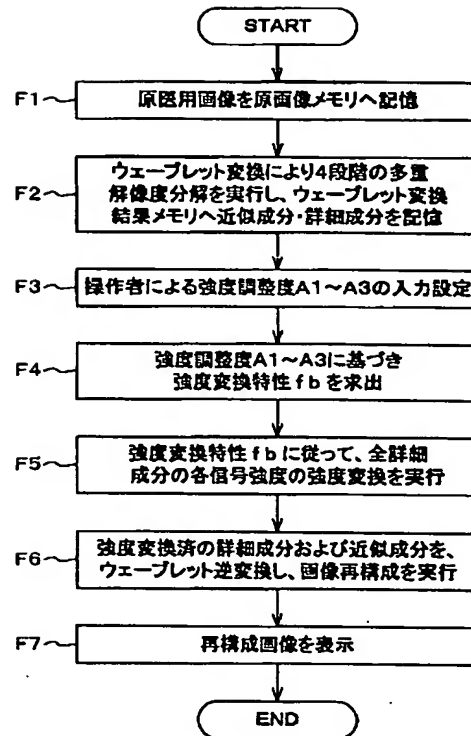 START
F1 原医用画像を原画像メモリへ記憶
F2 ウェーブレット変換により4段階の多重
解像度分解を実行し、ウェーブレット変換
結果メモリへ近似成分・詳細成分を記憶
F3 操作者による強度調整度A1～A3の入力設定
F4 強度調整度A1～A3に基づき
強度変換特性fbを求出
F5 強度変換特性fbに従って、全詳細
成分の各信号強度の強度変換を実行
F6 強度変換済の詳細成分および近似成分を、
ウェーブレット逆変換し、画像再構成を実行
F7 再構成画像を表示
END